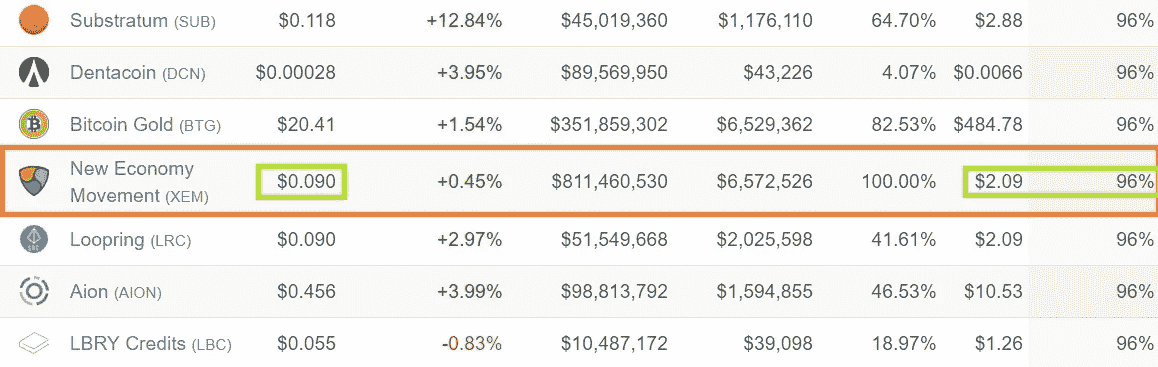 Substratum (SUB) $0.118 +12.84% $45,019,360 $1,176,110 64.70% $2.88 96%
Dentacoin (DCN) $0.00028 +3.95% $89,569,950 $43,226 4.07% $0.0066 96%
Bitcoin Gold (BTG) $20.41 +1.54% $351,859,302 $6,529,362 82.53% $484.78 96%
New Economy
Movement (XEM) $0.090 +0.45% $811,460,530 $6,572,526 100.00% $2.09 96%
Loopring (LRC) $0.090 +2.97% $51,549,668 $2,025,598 41.61% $2.09 96%
Aion (AION) $0.456 +3.99% $98,813,792 $1,594,855 46.53% $10.53 96%
LBRY Credits (LBC) $0.055 -0.83% $10,487,172 $39,098 18.97% $1.26 96%